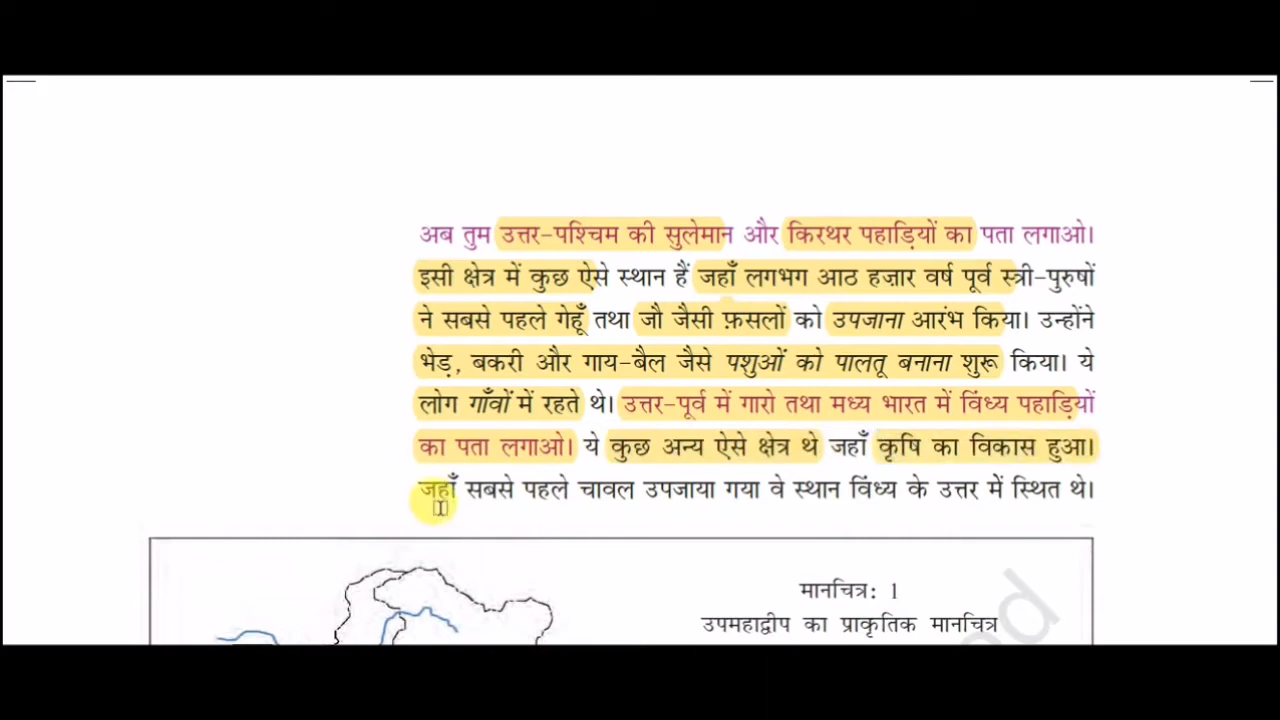 अब तुम उत्तर-पश्चिम की सुलेमान और किरथर पहाड़ियों का पता लगाओ।
इसी क्षेत्र में कुछ ऐसे स्थान हैं जहाँ लगभग आठ हज़ार वर्ष पूर्व स्त्री-पुरुषों
ने सबसे पहले गेहूँ तथा जौ जैसी फ़सलों को उपजाना आरंभ किया। उन्होंने
भेड़, बकरी और गाय-बैल जैसे पशुओं को पालतू बनाना शुरू किया। ये
लोग गाँवों में रहते थे। उत्तर-पूर्व में गारो तथा मध्य भारत में विंध्य पहाड़ियों
का पता लगाओ। ये कुछ अन्य ऐसे क्षेत्र थे जहाँ कृषि का विकास हुआ।
जहाँ सबसे पहले चावल उपजाया गया वे स्थान विंध्य के उत्तर में स्थित थे।
मानचित्र: 1
उपमहाद्वीप का प्राकृतिक मानचित्र